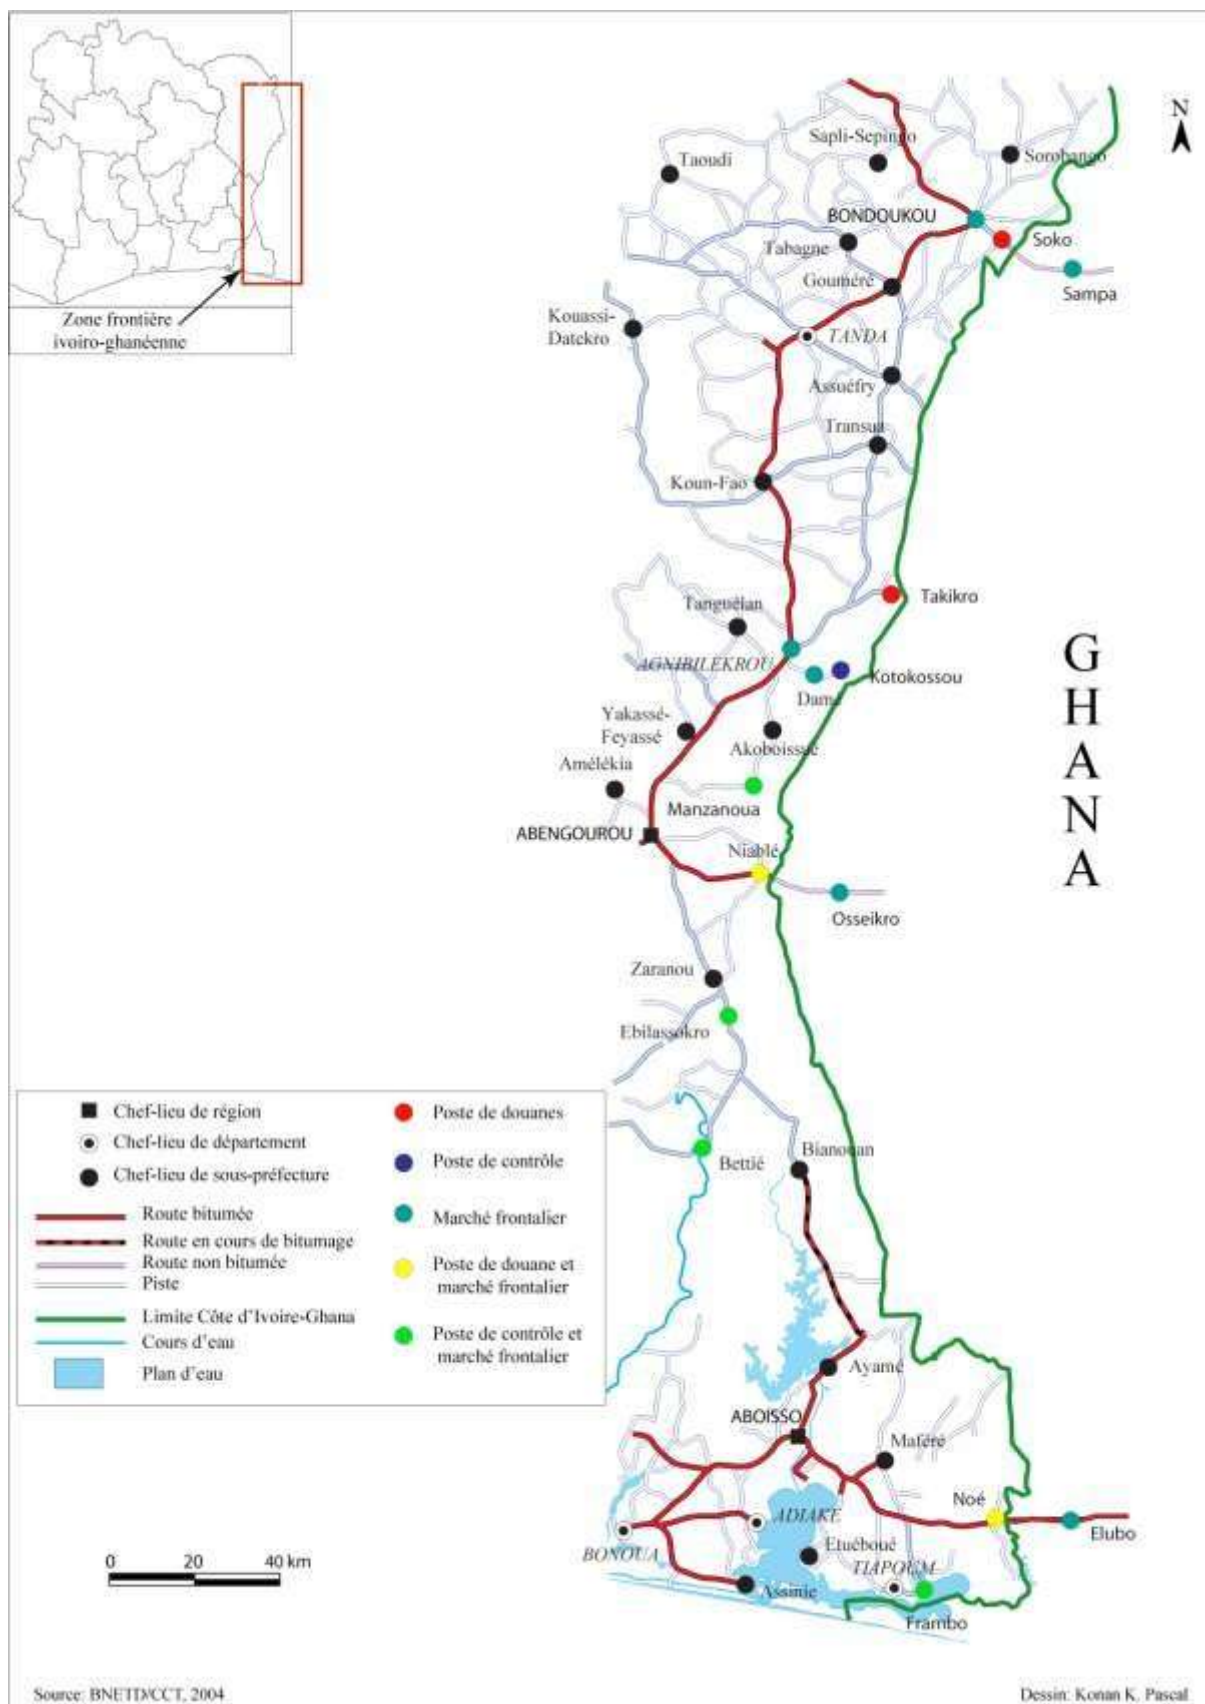 Zone frontière
ivoiro-ghanéenne
N
Sapli-Sepingo
Sorobango
Taoudi
BONDOUKOU
Soko
Tabagne
Sampa
Gouméré
Kouassi-
Datekro
TANDA
Assuéfry
Transua
Koun-Fao
Takikro
Tanguélan
AGNIBILEKROU
Kotokossou
Damé
Yakassé-
Feyassé
Akoboissué
Amélékia
Manzanoua
ABENGOUROU
Niablé
Osseikro
GHANA
Zaranou
Ebilassokro
Bettié
Bianouan
Chef-lieu de région
Chef-lieu de département
Chef-lieu de sous-préfecture
Route bitumée
Route en cours de bitumage
Route non bitumée
Piste
Limite Côte d'Ivoire-Ghana
Cours d'eau
Plan d'eau
Poste de douanes
Poste de contrôle
Marché frontalier
Poste de douane et
marché frontalier
Poste de contrôle et
marché frontalier
Ayamé
ABOISSO
Maféré
Noé
Elubo
ADIAKE
BONOUA
Etuéboué
TIAPOUM
Assinie
Frambo
0 20 40 km
Source: BNETD/CCT, 2004
Dessin: Konan K. Pascal